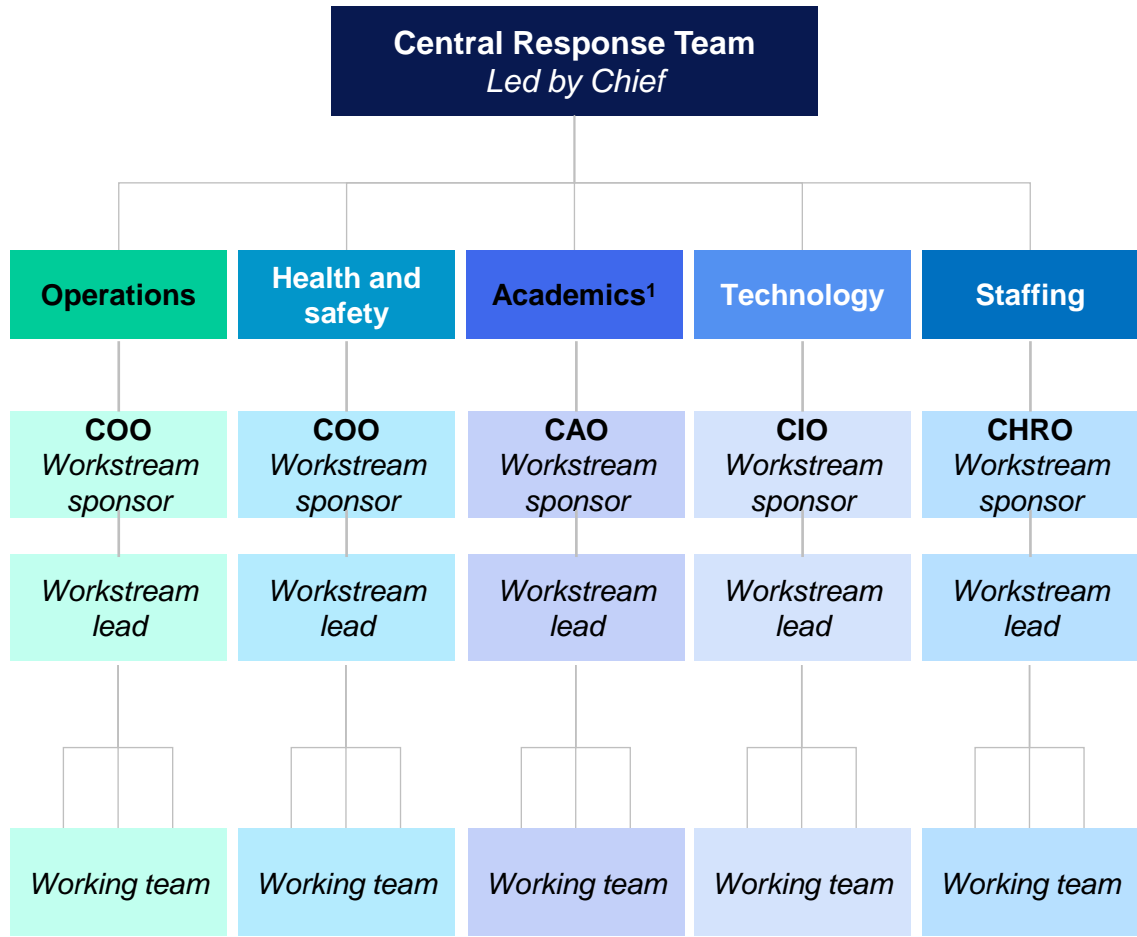 Central Response Team
Led by Chief
Operations
Health and
safety
Academics¹
Technology
Staffing
COO
Workstream
sponsor
COO
Workstream
sponsor
CAO
Workstream
sponsor
CIO
Workstream
sponsor
CHRO
Workstream
sponsor
Workstream
lead
Workstream
lead
Workstream
lead
Workstream
lead
Workstream
lead
Working team
Working team
Working team
Working team
Working team